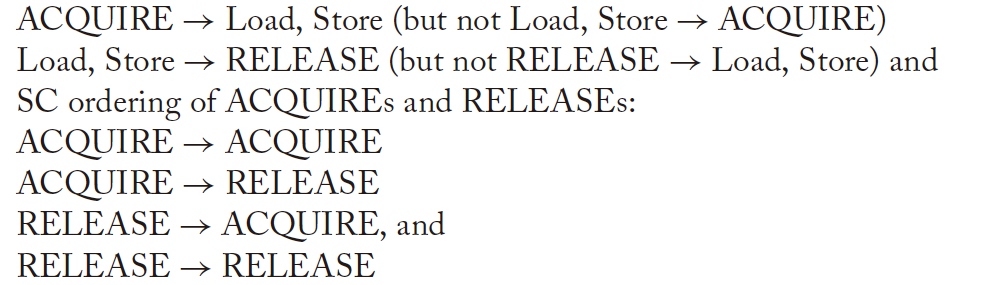 ACQUIRE → Load, Store (but not Load, Store → ACQUIRE)
Load, Store → RELEASE (but not RELEASE → Load, Store) and
SC ordering of ACQUIREs and RELEASEs:
ACQUIRE → ACQUIRE
ACQUIRE → RELEASE
RELEASE → ACQUIRE, and
RELEASE → RELEASE